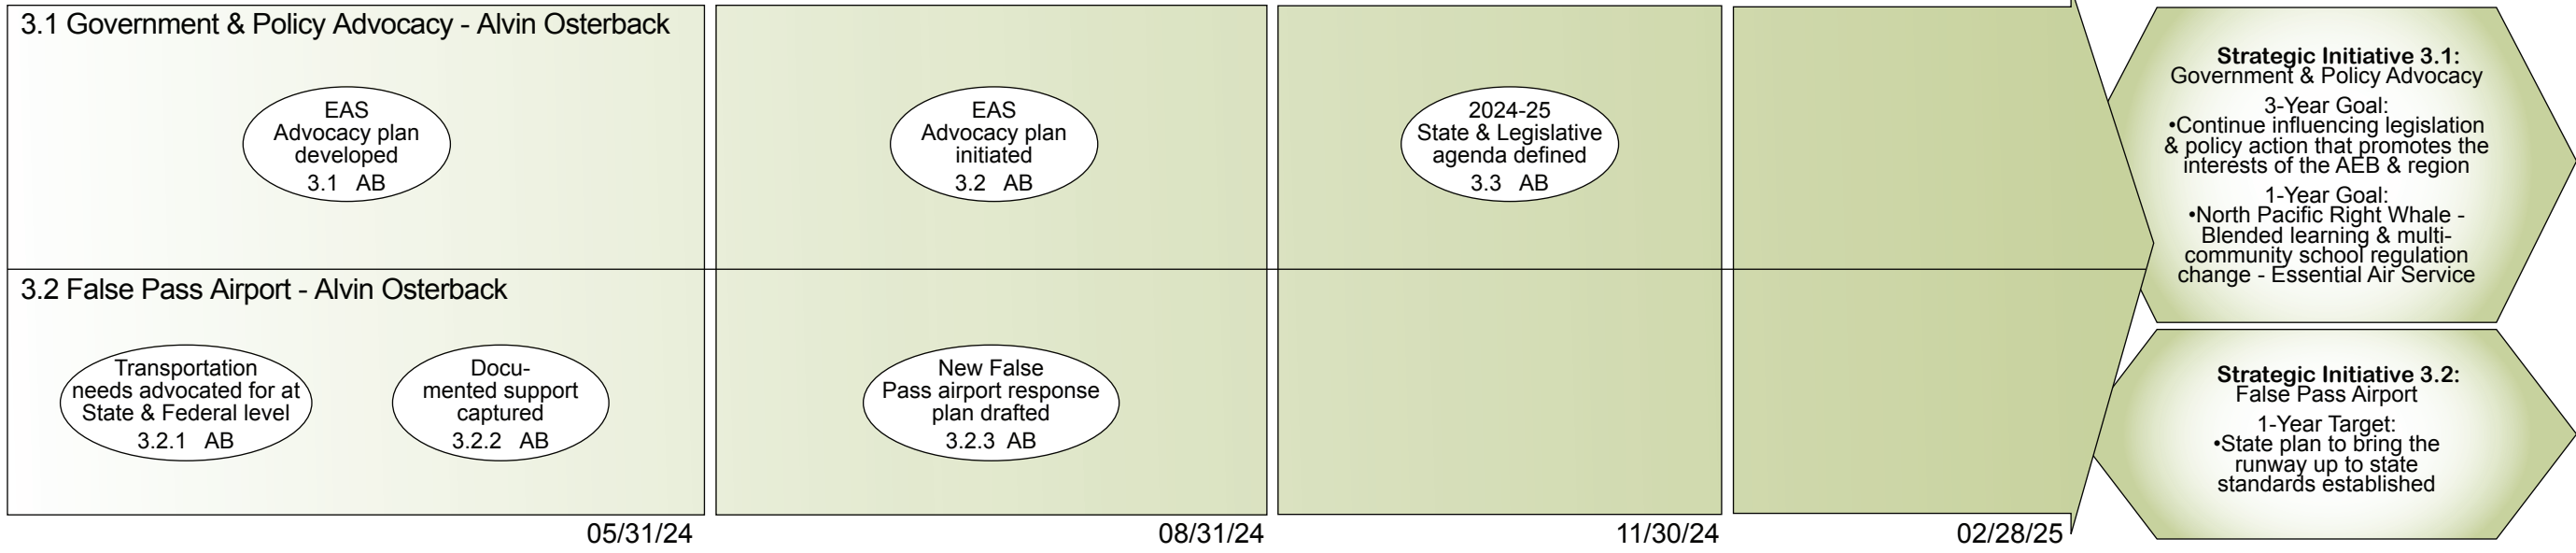 3.1 Government & Policy Advocacy - Alvin Osterback
EAS
Advocacy plan
developed
3.1 AB
EAS
Advocacy plan
initiated
3.2 AB
2024-25
State & Legislative
agenda defined
3.3 AB
3.2 False Pass Airport - Alvin Osterback
Transportation
needs advocated for at
State & Federal level
3.2.1 AB
Docu-
mented support
captured
3.2.2 AB
New False
Pass airport response
plan drafted
3.2.3 AB
05/31/24
08/31/24
11/30/24
02/28/25
Strategic Initiative 3.1:
Government & Policy Advocacy
3-Year Goal:
•Continue influencing legislation
& policy action that promotes the
interests of the AEB & region
1-Year Goal:
•North Pacific Right Whale -
Blended learning & multi-
community school regulation
change - Essential Air Service
Strategic Initiative 3.2:
False Pass Airport
1-Year Target:
•State plan to bring the
runway up to state
standards established